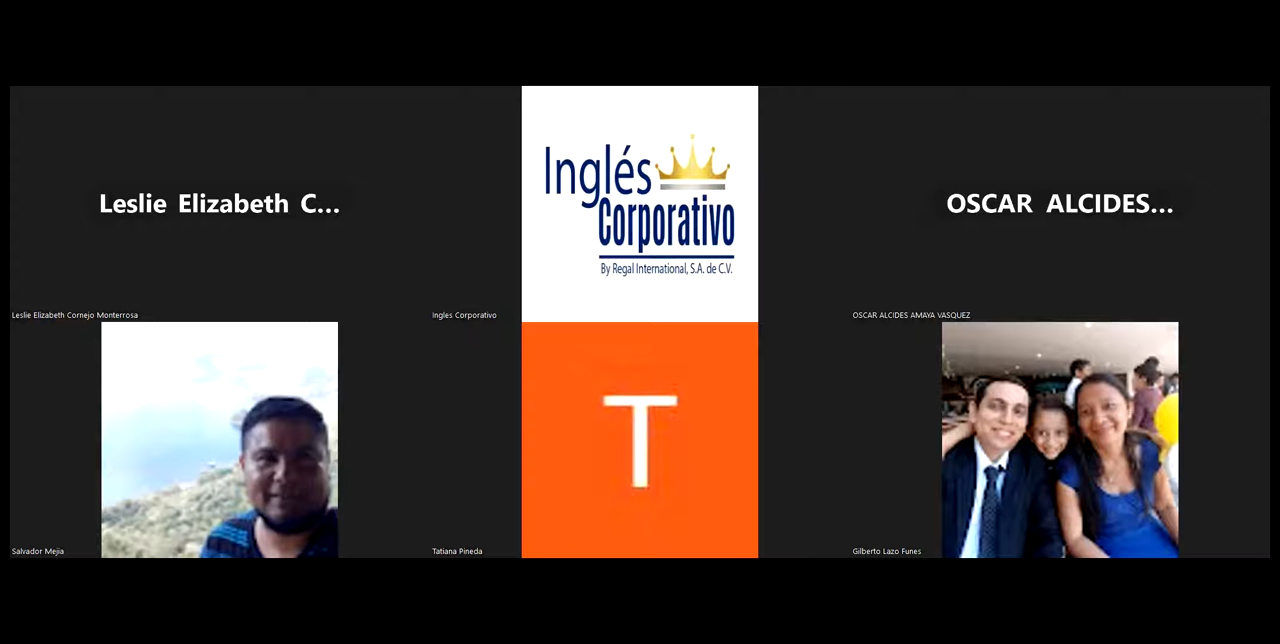 Leslie Elizabeth C...
Inglés
Corporativo
By Regal International, S.A. de C.V.
OSCAR ALCIDES...
Leslie Elizabeth Cornejo Monterrosa
Ingles Corporativo
OSCAR ALCIDES AMAYA VASQUEZ
T
Salvador Mejia
Tatiana Pineda
Gilberto Lazo Funes